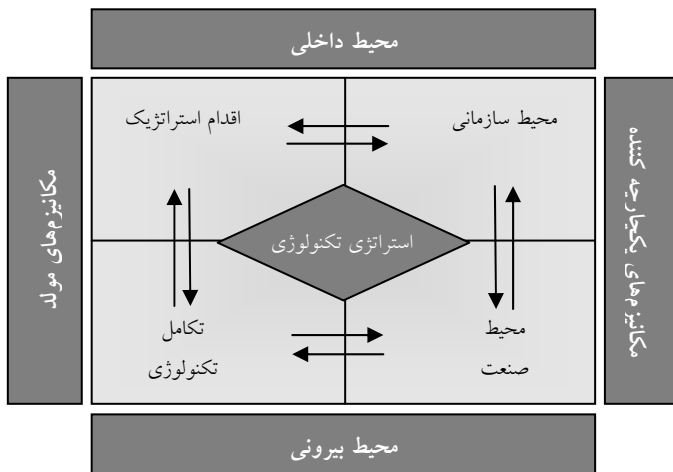 محیط داخلی
محیط سازمانی
اقدام استراتژیک
مکانیزم‌های یکپارچه کننده
مکانیزم‌های مولد
استراتژی تکنولوژی
محیط
صنعت
تکامل
تکنولوژی
محیط بیرونی